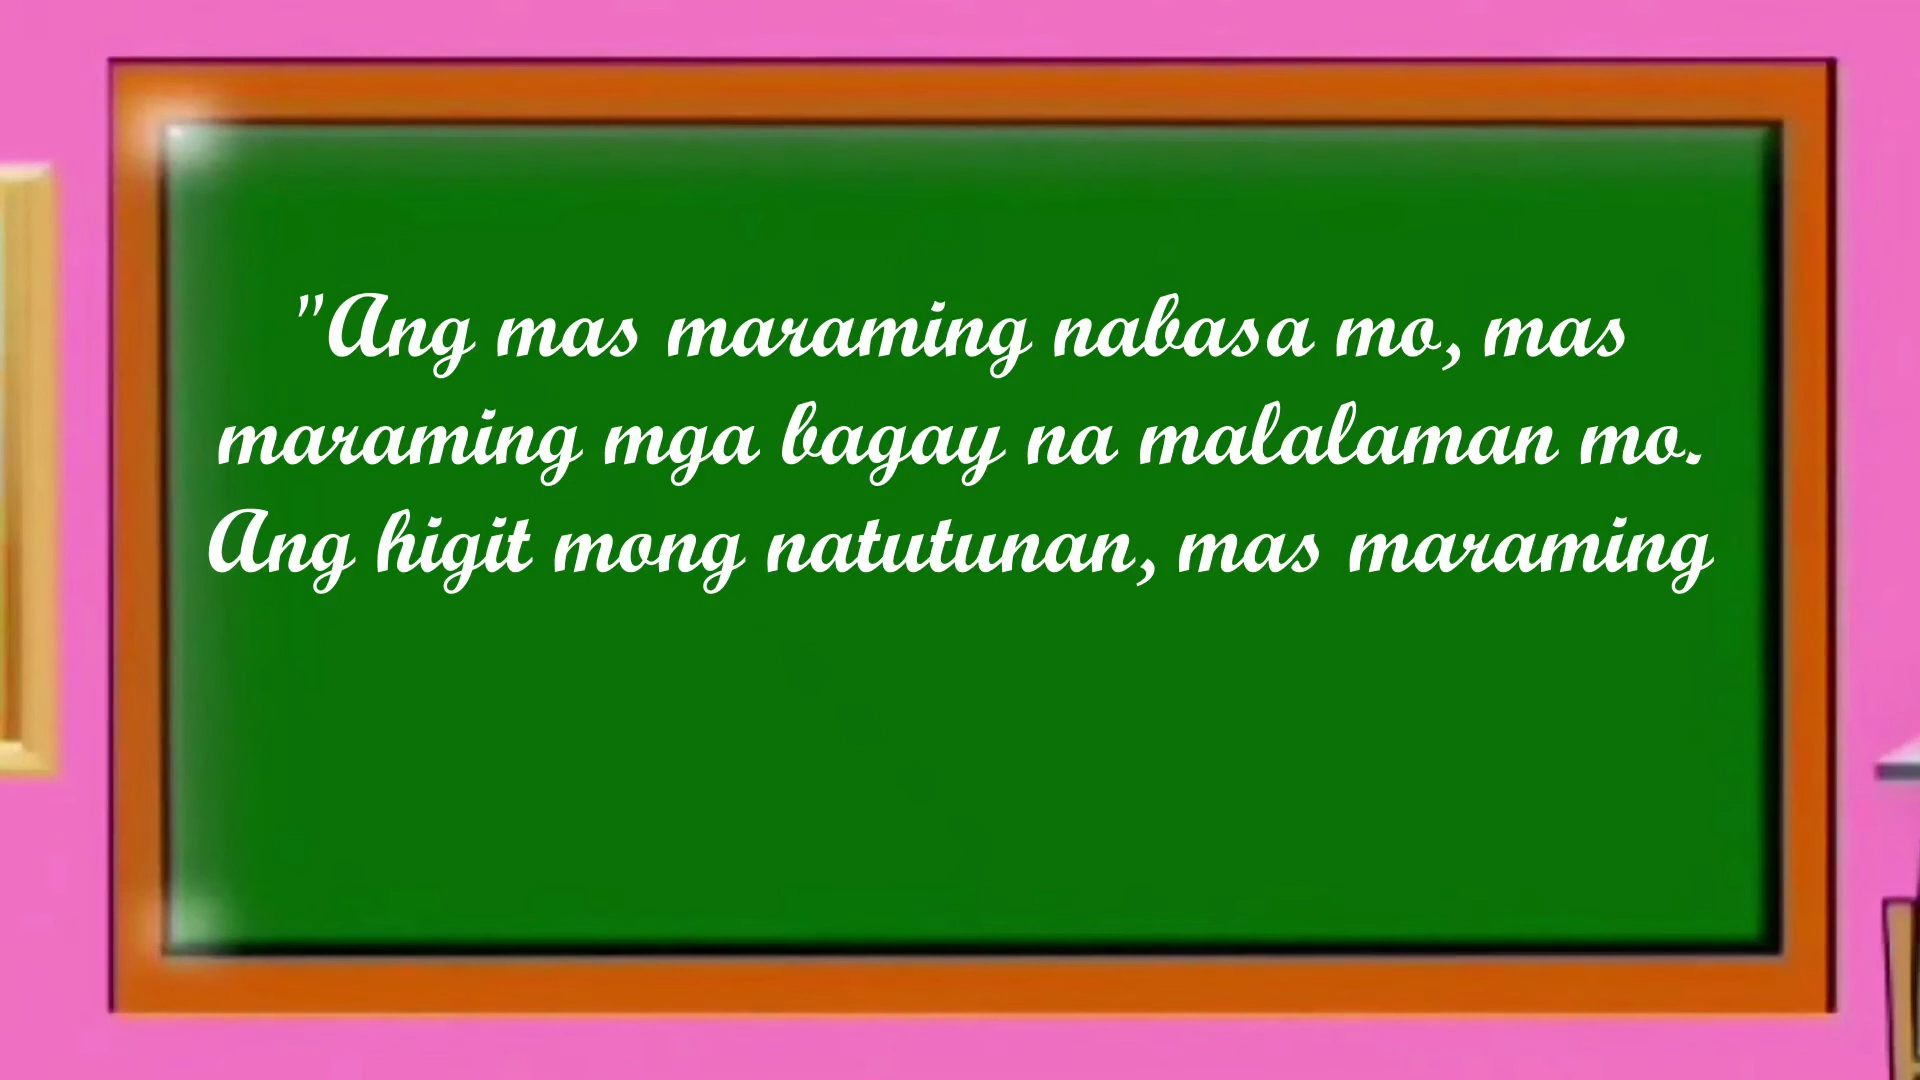 "Ang mas maraming nabasa mo, mas
maraming mga bagay na malalaman mo.
Ang higit mong natutunan, mas maraming